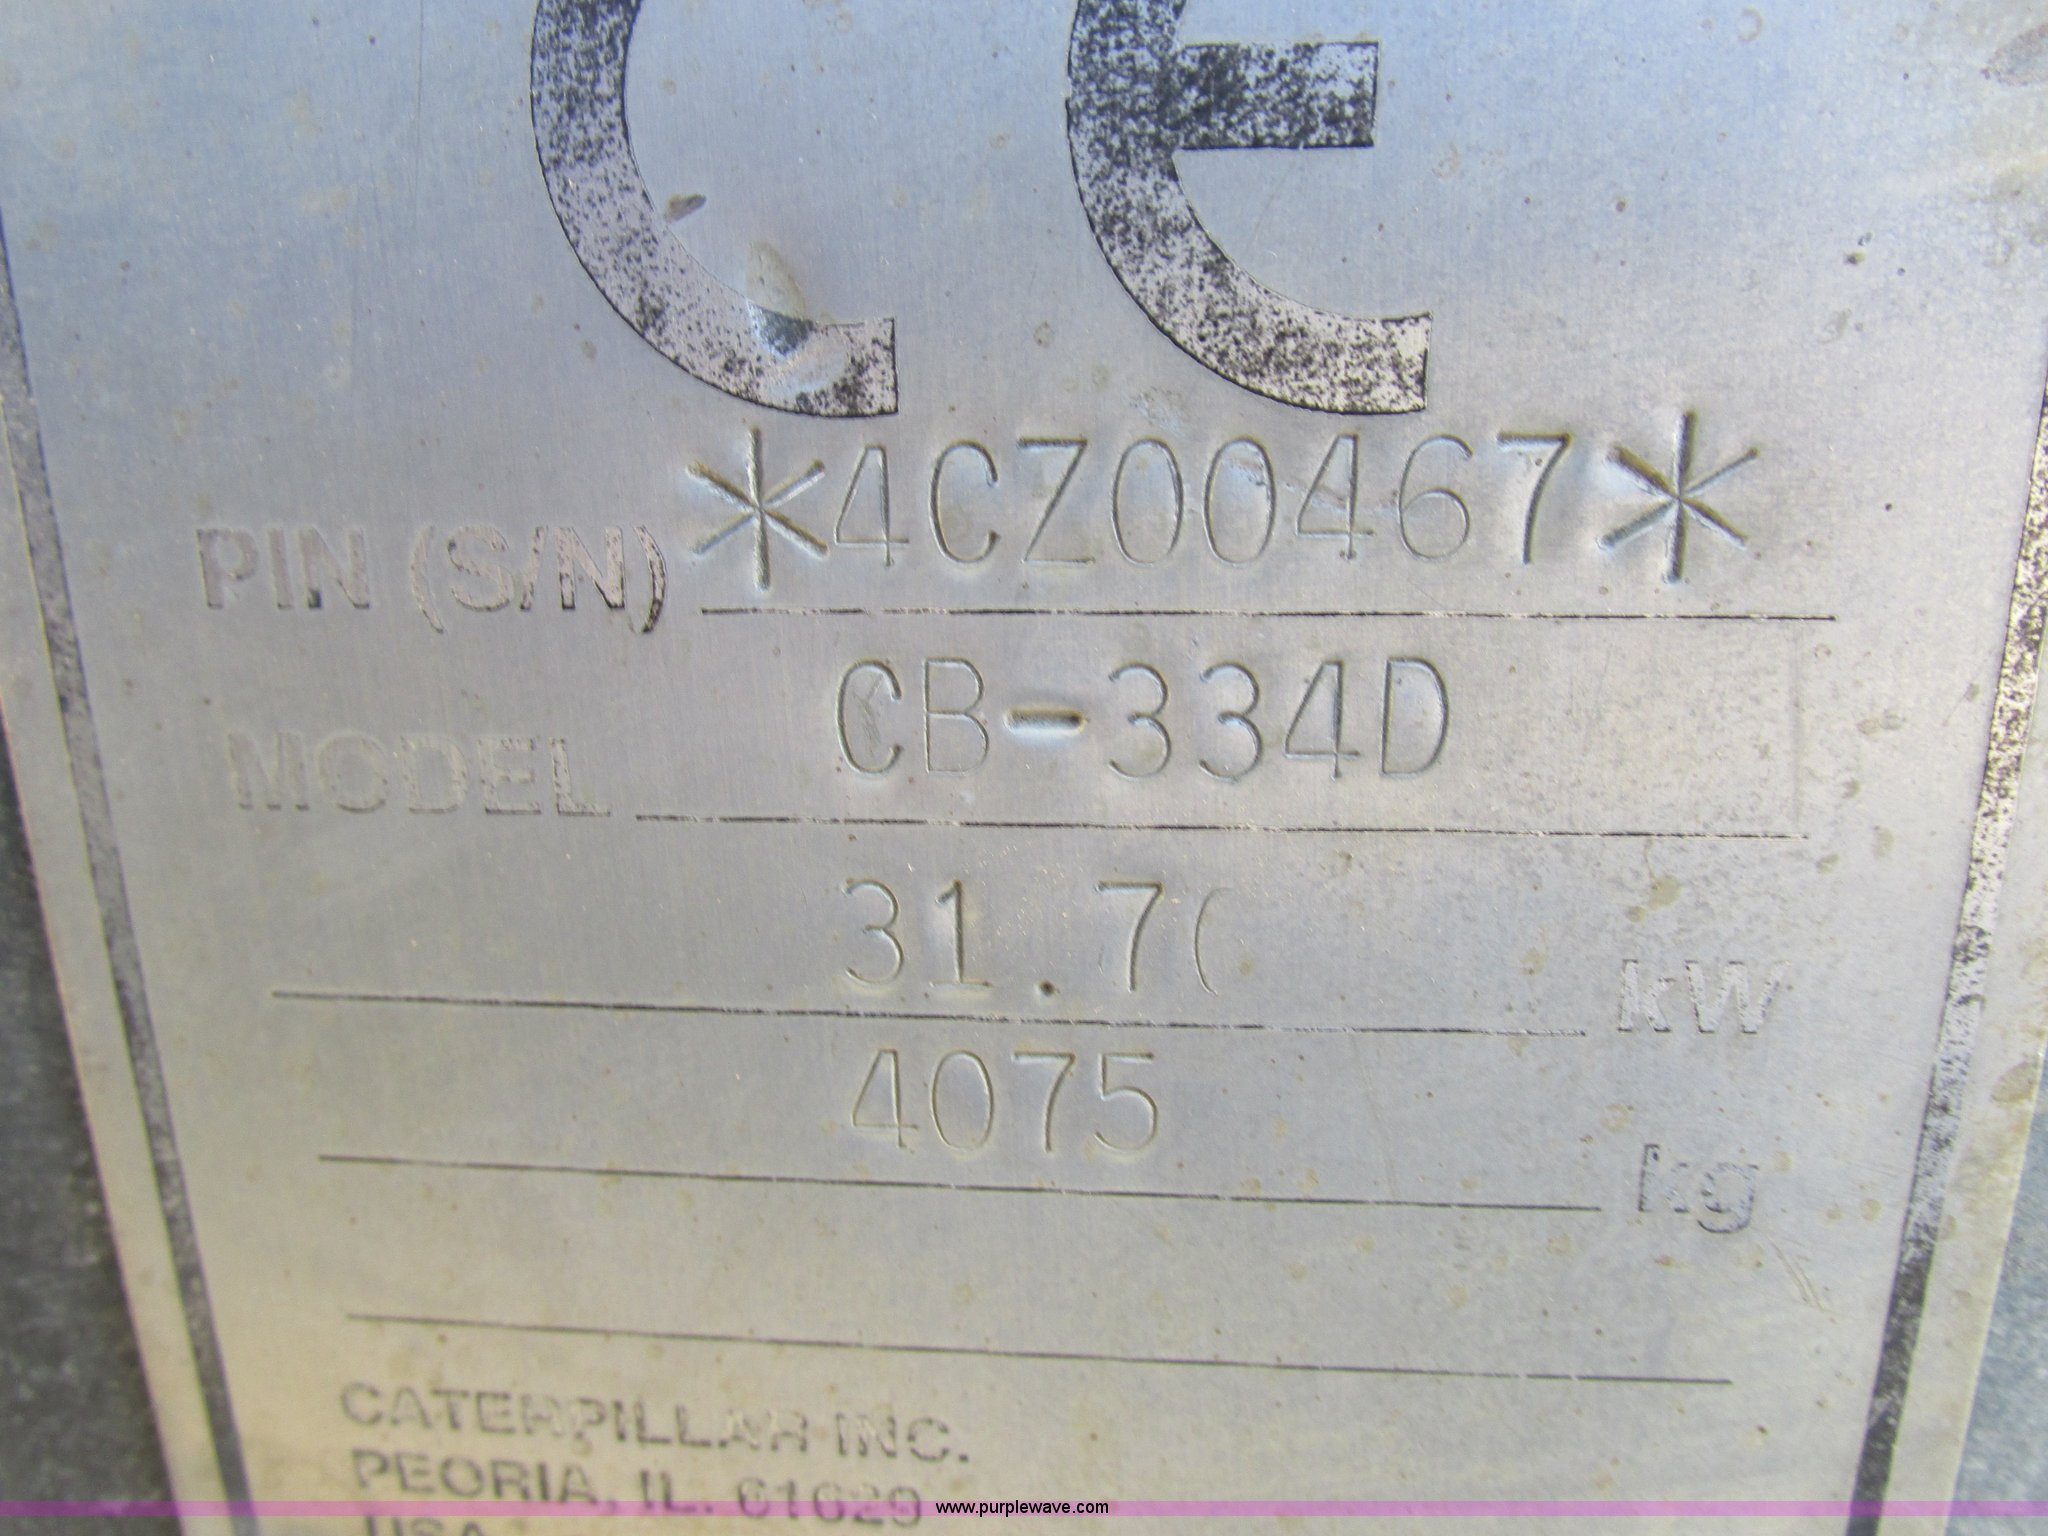 CE
PIN (S/N) *4CZ00467*
MODEL CB-334D
31.7( kW
4075 kg
CATERPILLAR INC.
PEORIA, IL. 61629
USA
www.purplewave.com